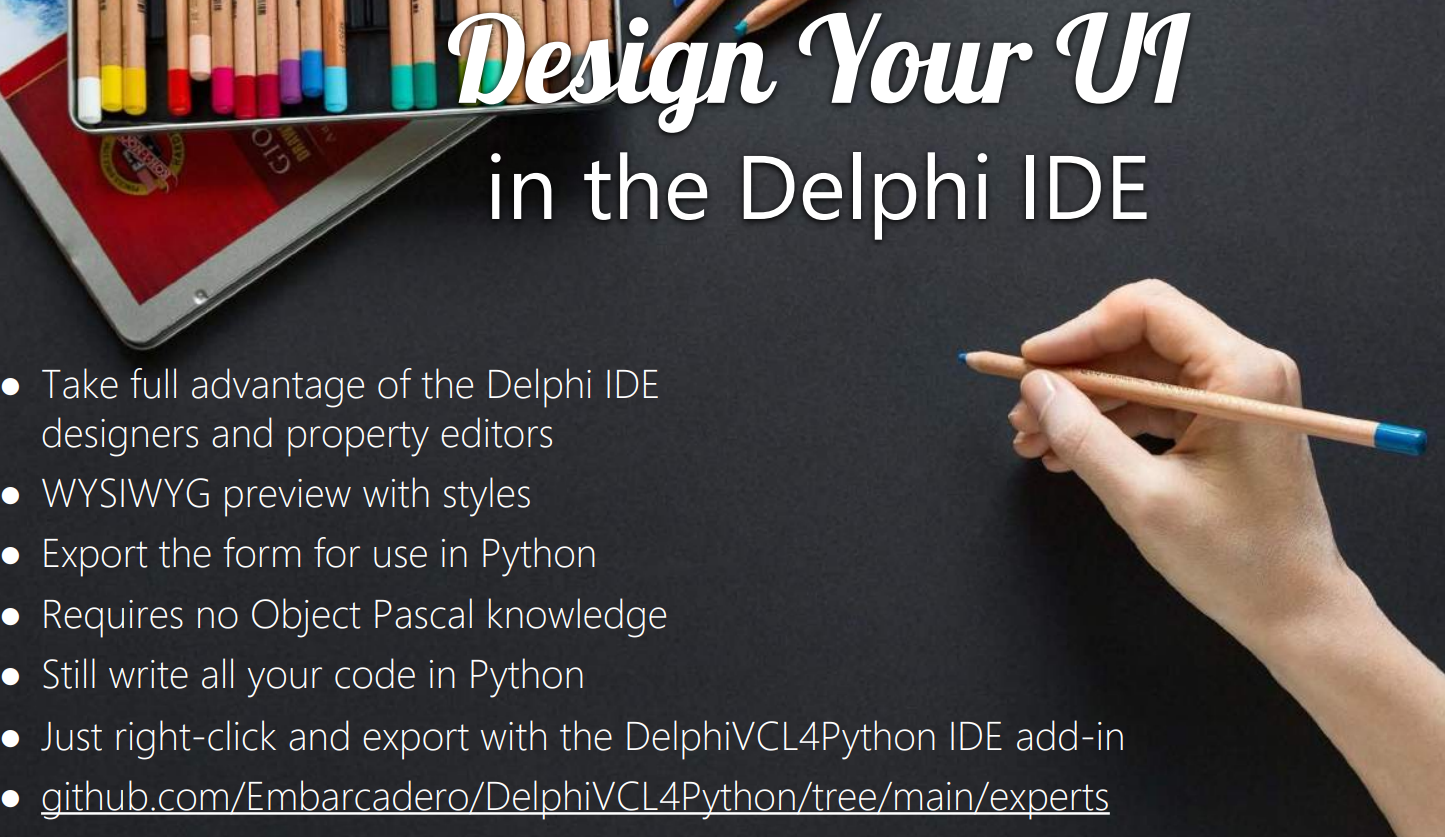 Design Your UI
in the Delphi IDE
GIO
DRAW
● Take full advantage of the Delphi IDE
designers and property editors
● WYSIWYG preview with styles
● Export the form for use in Python
● Requires no Object Pascal knowledge
● Still write all your code in Python
● Just right-click and export with the DelphiVCL4Python IDE add-in
● github.com/Embarcadero/DelphiVCL4Python/tree/main/experts